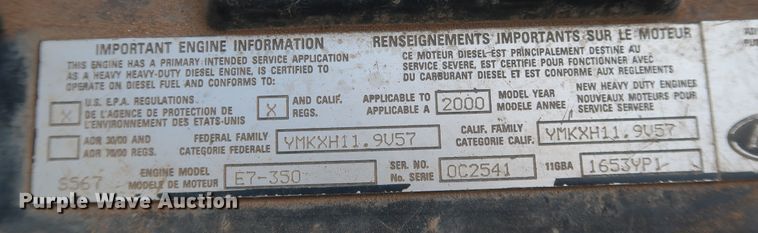 IMPORTANT ENGINE INFORMATION
THIS ENGINE HAS A PRIMARY INTENDED SERVICE APPLICATION
AS A HEAVY HEAVY-DUTY DIESEL ENGINE, IS CERTIFIED TO
OPERATE ON DIESEL FUEL AND CONFORMS TO:
RENSEIGNEMENTS IMPORTANTS SUR LE MOTEUR
CE MOTEUR DIESEL EST PRINCIPALEMENT DESTINE AU
SERVICE SEVERE, EST CERTIFIE POUR FONCTIONNER AVEC
DU CARBURANT DIESEL ET EST CONFORME AUX REGLEMENTS
X U.S. E.P.A. REGULATIONS
DE L'AGENCE DE PROTECTION DE
L'ENVIRONNEMENT DES ETATS-UNIS
X AND CALIF.
REGS.
APPLICABLE TO
APPLICABLE A
2000
MODEL YEAR
MODELE ANNEE
NEW HEAVY DUTY ENGINES
NOUVEAUX MOTEURS POUR
SERVICE SERVERE
ADR 30/00 AND
ADR 70/00 REGS.
FEDERAL FAMILY
CATEGORIE FEDERALE
YMKXH11.9V57
CALIF. FAMILY
CATEGORIE CALIF.
YMKXH11.9V57
S567
ENGINE MODEL
MODELE DE MOTEUR
E7-350
SER. NO.
No. SERIE
0C2541
11GBA
1653YP1
Purple Wave Auction